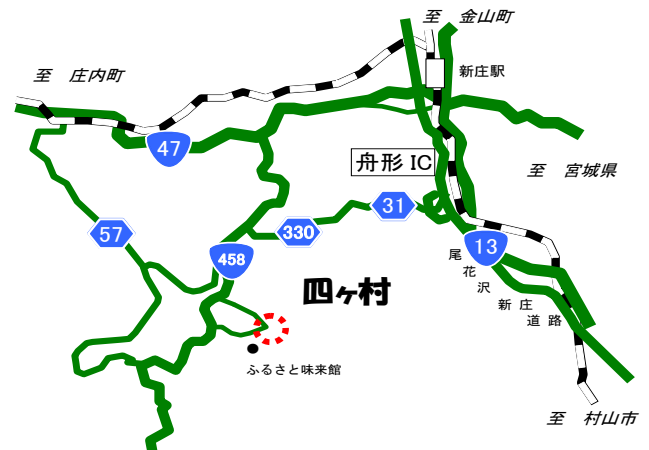 至 金山町
新庄駅
至 庄内町
47
舟形 IC
至 宮城県
31
57
330
458
13
尾花沢新庄道路
四ヶ村
ふるさと味来館
至 村山市